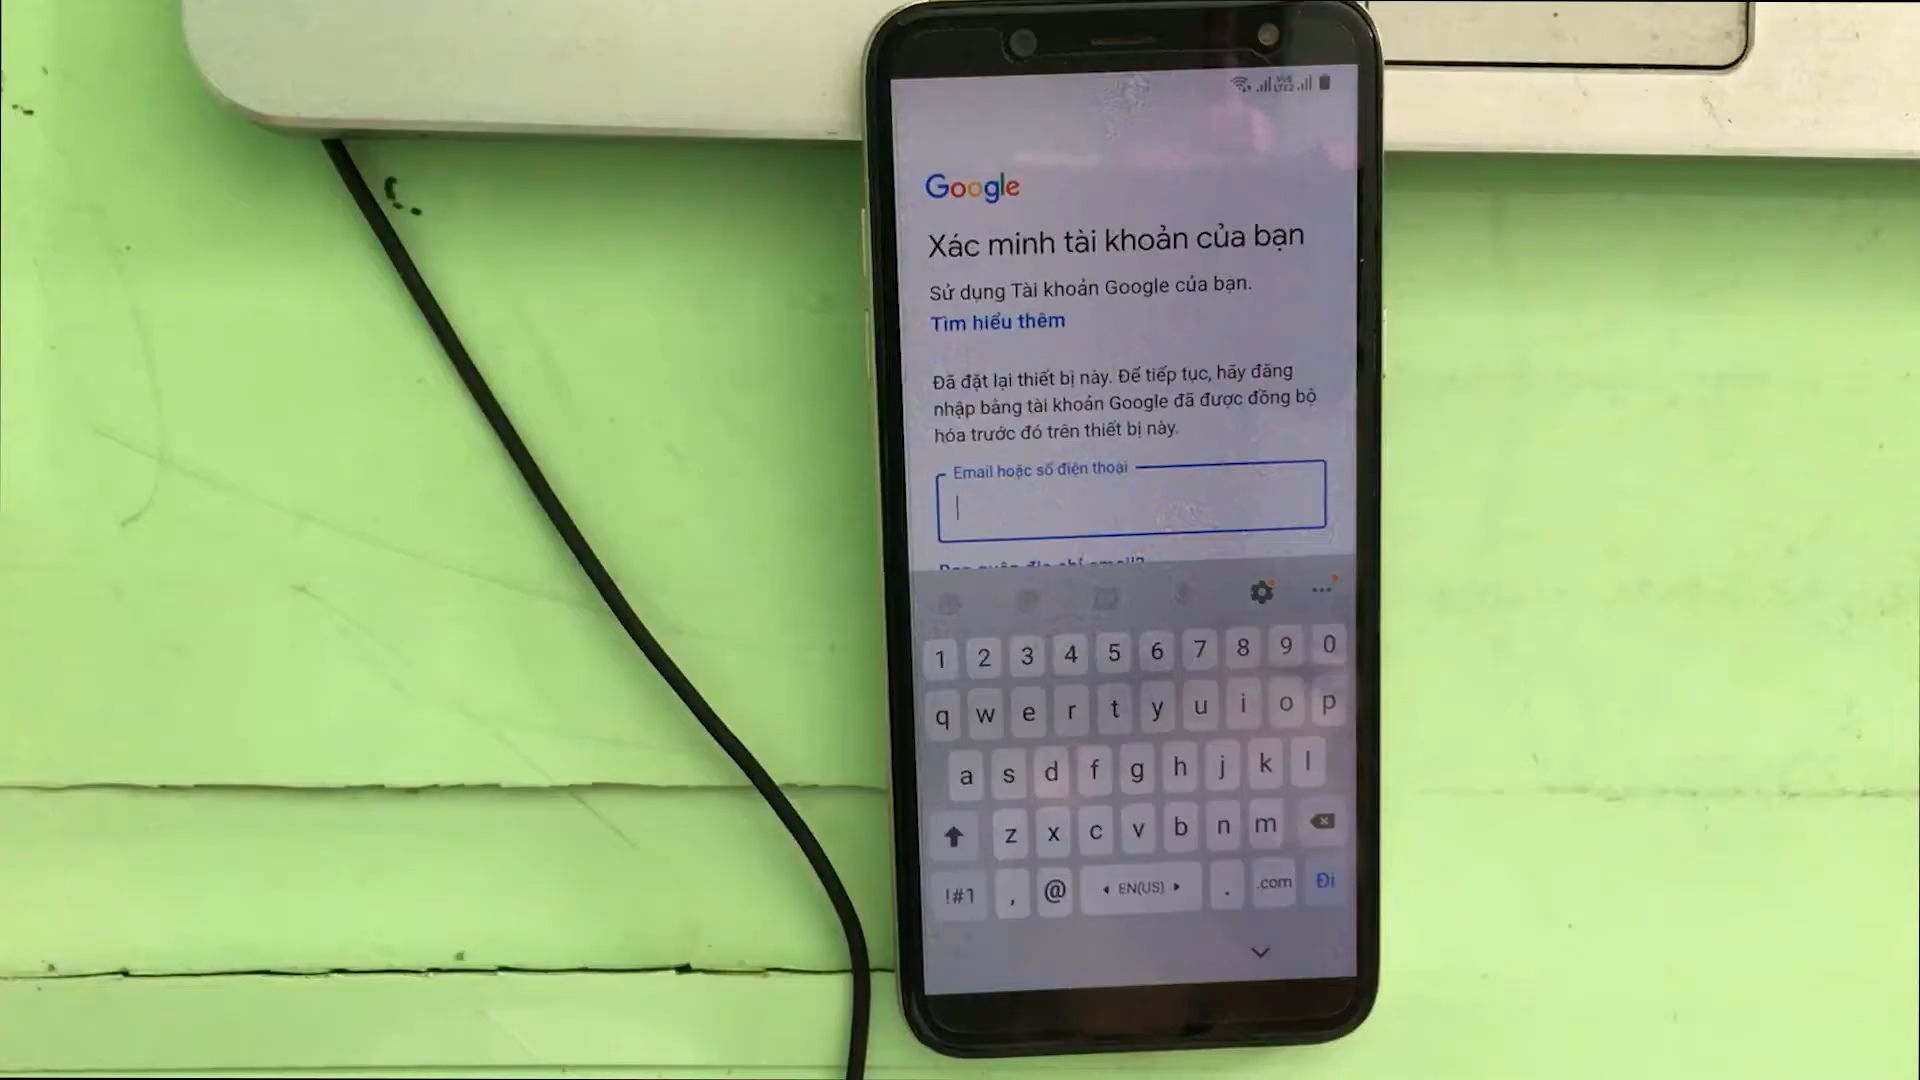 Google
Xác minh tài khoản của bạn
Sử dụng Tài khoản Google của bạn.
Tìm hiểu thêm
Đã đặt lại thiết bị này. Để tiếp tục, hãy đăng
nhập bằng tài khoản Google đã được đồng bộ
hóa trước đó trên thiết bị này.
Email hoặc số điện thoại
1 2 3 4 5 6 7 8 9 0
q w e r t y u i o p
a s d f g h j k l
z x c v b n m
!#1 , @ EN(US) . .com Đi